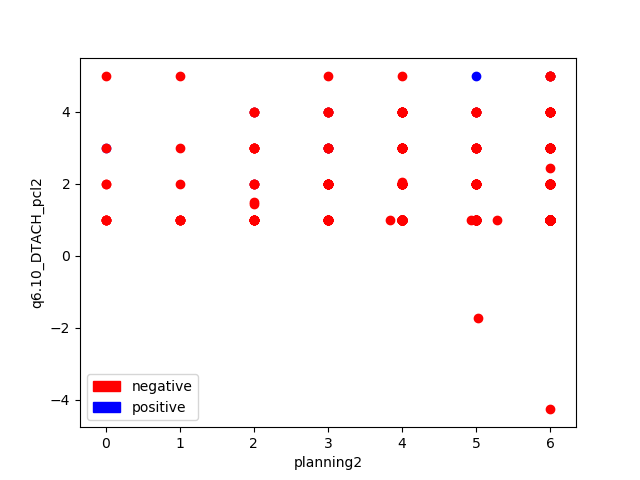 4
2
0
−2
−4
q6.10_DTACH_pcl2
negative
positive
0 1 2 3 4 5 6
planning2